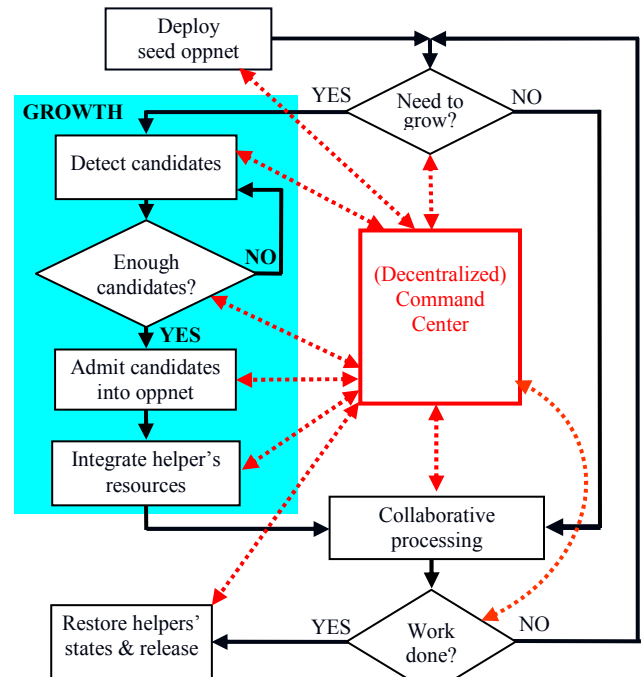 Deploy
seed oppnet
YES
Need to
grow?
NO
GROWTH
Detect candidates
Enough
candidates?
NO
(Decentralized)
Command
Center
YES
Admit candidates
into oppnet
Integrate helper's
resources
Collaborative
processing
Restore helpers'
states & release
YES
Work
done?
NO